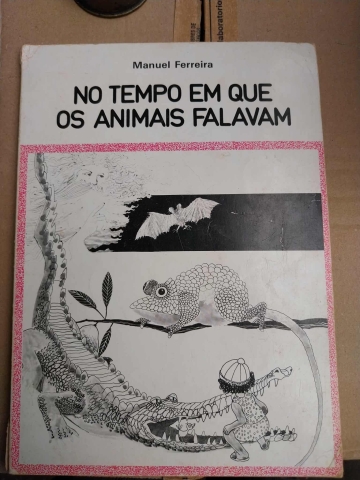 Manuel Ferreira
NO TEMPO EM QUE
OS ANIMAIS FALAVAM